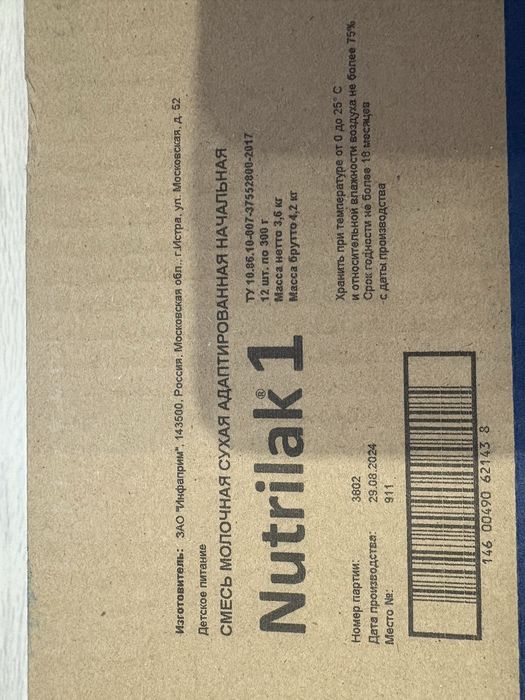 Изготовитель: ЗАО "Инфаприм", 143500, Россия, Московская обл., г.Истра, ул. Московская, д. 52
Детское питание
СМЕСЬ МОЛОЧНАЯ СУХАЯ АДАПТИРОВАННАЯ НАЧАЛЬНАЯ
Nutrilak® 1
ТУ 10.86.10-007-37552800-2017
12 шт. по 300 г
Масса нетто 3,6 кг
Масса брутто 4,2 кг
Номер партии: 3802
Дата производства: 29.08.2024
Место №: 911
Хранить при температуре от 0 до 25° С
и относительной влажности воздуха не более 75%
Срок годности не более 18 месяцев
с даты производства
146 00490 62143 8